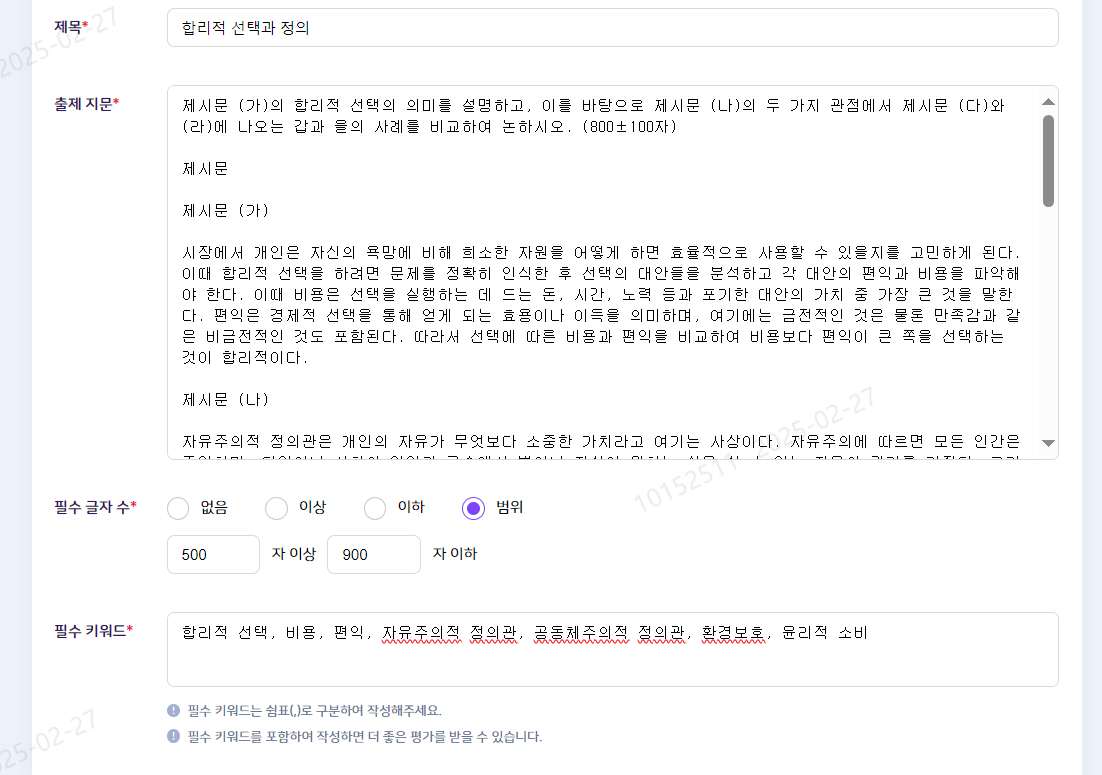 제목*
합리적 선택과 정의
출제 지문*
제시문 (가)의 합리적 선택의 의미를 설명하고, 이를 바탕으로 제시문 (나)의 두 가지 관점에서 제시문 (다)와
(라)에 나오는 갑과 을의 사례를 비교하여 논하시오. (800±100자)
제시문
제시문 (가)
시장에서 개인은 자신의 욕망에 비해 희소한 자원을 어떻게 하면 효율적으로 사용할 수 있을지를 고민하게 된다.
이때 합리적 선택을 하려면 문제를 정확히 인식한 후 선택의 대안들을 분석하고 각 대안의 편익과 비용을 파악해
야 한다. 이때 비용은 선택을 실행하는 데 드는 돈, 시간, 노력 등과 포기한 대안의 가치 중 가장 큰 것을 말한
다. 편익은 경제적 선택을 통해 얻게 되는 효용이나 이득을 의미하며, 여기에는 금전적인 것은 물론 만족감과 같
은 비금전적인 것도 포함된다. 따라서 선택에 따른 비용과 편익을 비교하여 비용보다 편익이 큰 쪽을 선택하는
것이 합리적이다.
제시문 (나)
자유주의적 정의관은 개인의 자유가 무엇보다 소중한 가치라고 여기는 사상이다. 자유주의에 따르면 모든 인간은
필수 글자 수*
없음
이상
이하
범위
500 자 이상 900 자 이하
필수 키워드*
합리적 선택, 비용, 편익, 자유주의적 정의관, 공동체주의적 정의관, 환경보호, 윤리적 소비
필수 키워드는 쉼표(,)로 구분하여 작성해주세요.
필수 키워드를 포함하여 작성하면 더 좋은 평가를 받을 수 있습니다.
2025-02-27
10152511 2025-02-27
25-02-27